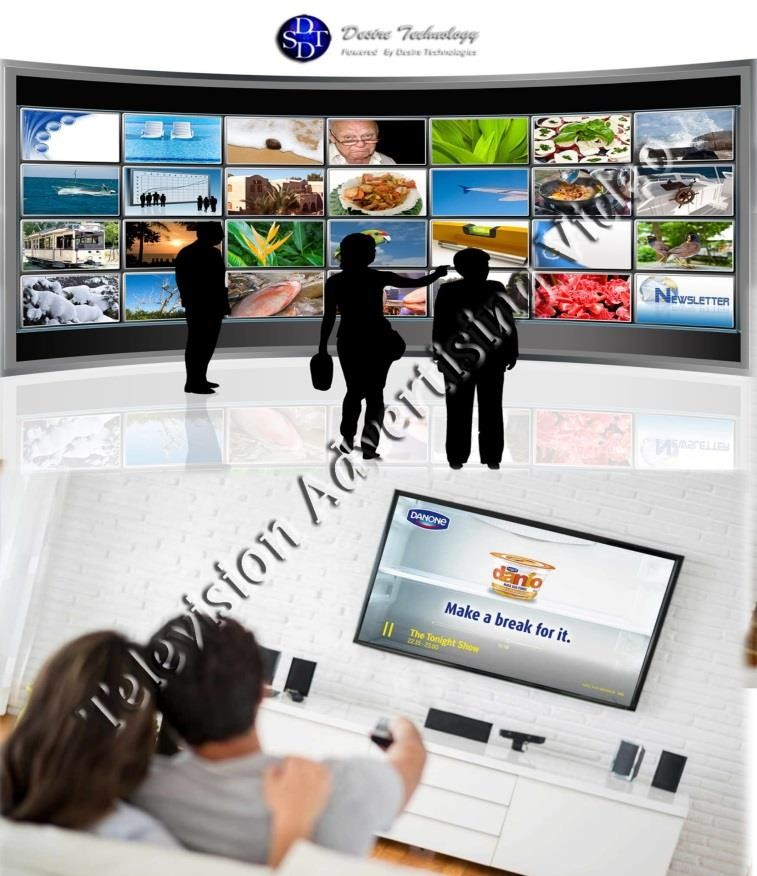 D
SDT
D
Desire Technology
Powered By Desire Technologies
NEWSLETTER
Television Advertising Video
DANONE
danio
Make a break for it.
The Tonight Show
22:35 - 23:00